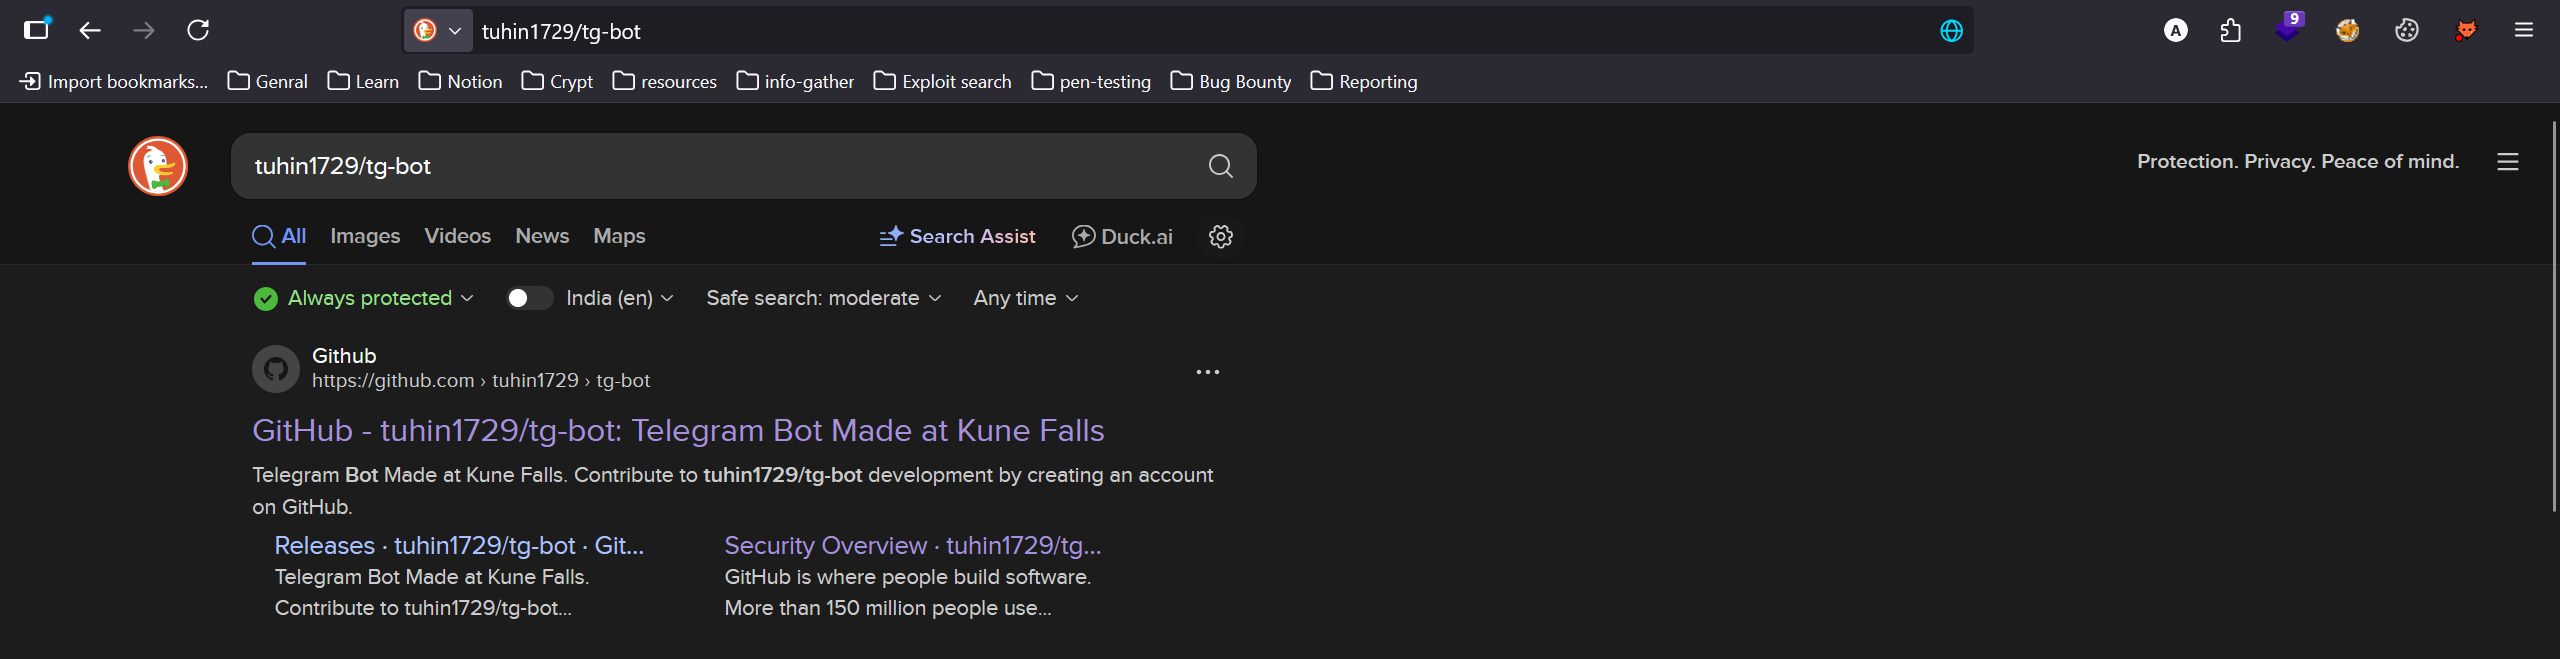 tuhin1729/tg-bot
A
9
Import bookmarks... Genral Learn Notion Crypt resources info-gather Exploit search pen-testing Bug Bounty Reporting
tuhin1729/tg-bot
Protection. Privacy. Peace of mind.
All Images Videos News Maps Search Assist Duck.ai
Always protected India (en) Safe search: moderate Any time
Github
https://github.com › tuhin1729 › tg-bot
GitHub - tuhin1729/tg-bot: Telegram Bot Made at Kune Falls
Telegram Bot Made at Kune Falls. Contribute to tuhin1729/tg-bot development by creating an account
on GitHub.
Releases · tuhin1729/tg-bot · Git...
Telegram Bot Made at Kune Falls.
Contribute to tuhin1729/tg-bot...
Security Overview · tuhin1729/tg...
GitHub is where people build software.
More than 150 million people use...